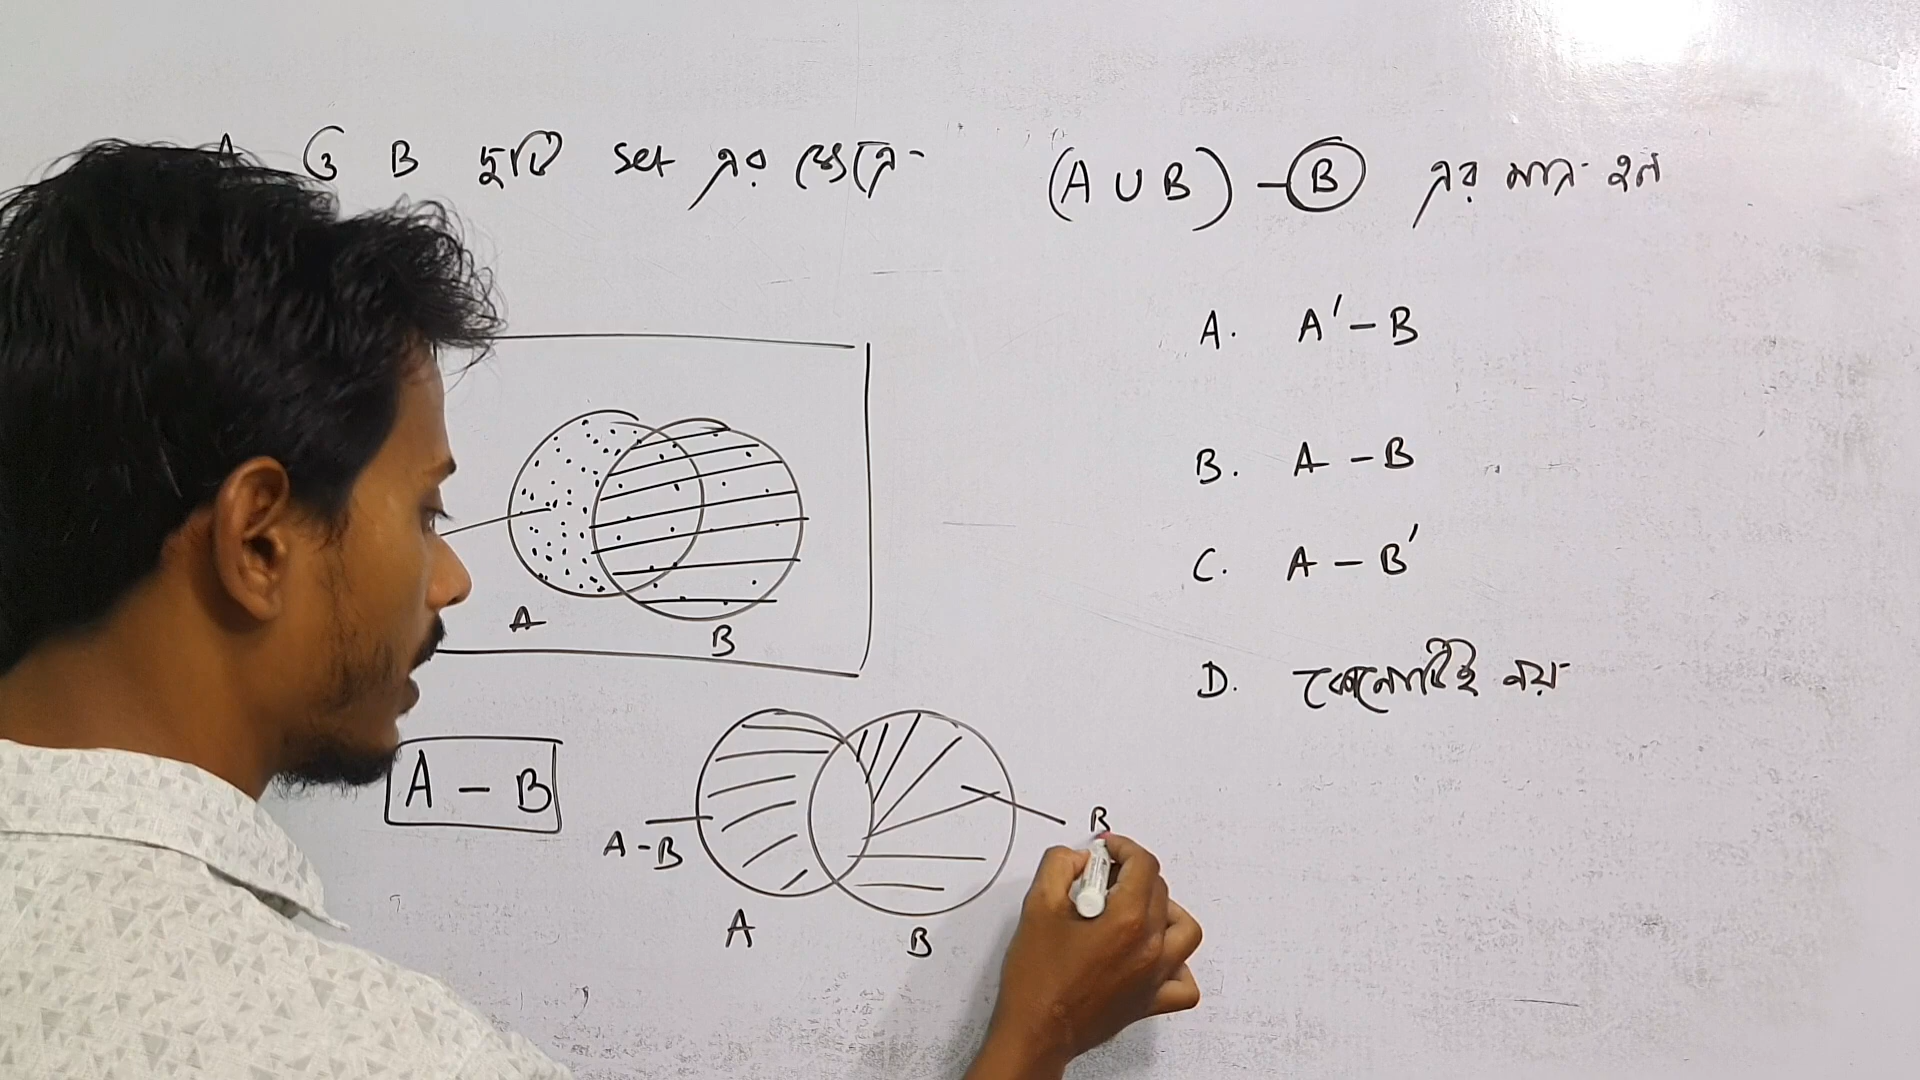 A ও B দুটি set এর ক্ষেত্রে- (A ∪ B) - B এর মান হল
A. A' - B
B. A - B
C. A - B'
D. কোনোটিই নয়
A B
A - B
A - B B
A B